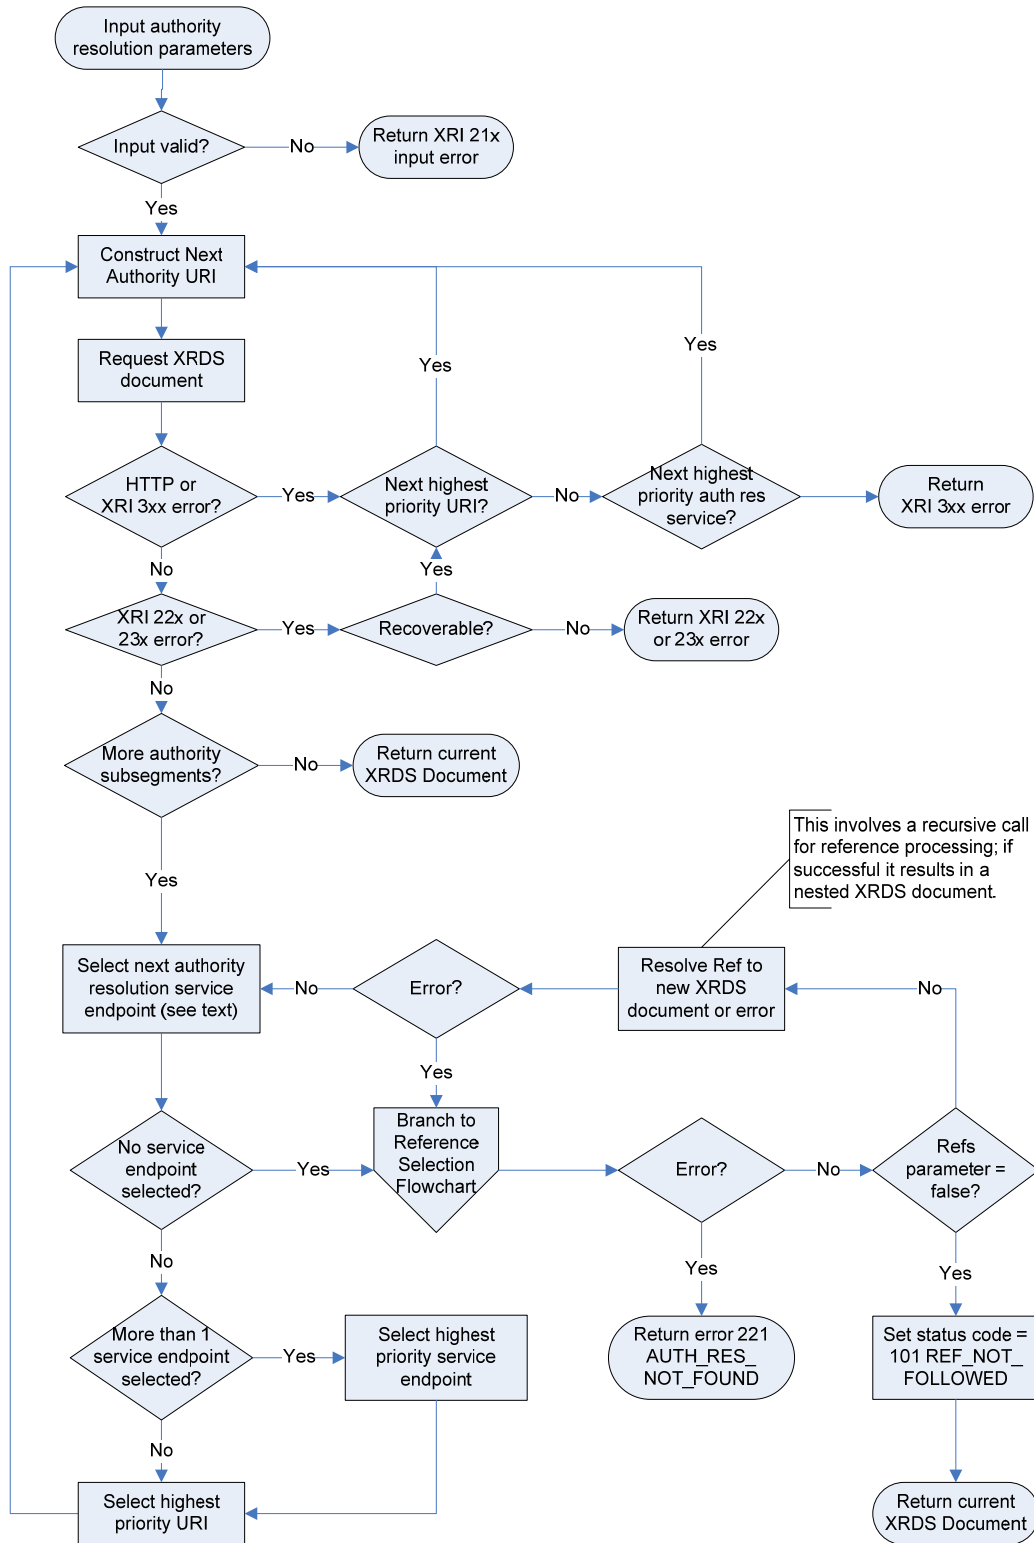 Input authority
resolution parameters
Input valid?
No
Return XRI 21x
input error
Yes
Construct Next
Authority URI
Request XRDS
document
Yes
Yes
HTTP or
XRI 3xx error?
Yes
Next highest
priority URI?
No
Next highest
priority auth res
service?
Return
XRI 3xx error
No
Yes
XRI 22x or
23x error?
Yes
Recoverable?
No
Return XRI 22x
or 23x error
No
More authority
subsegments?
No
Return current
XRDS Document
This involves a recursive call
for reference processing; if
successful it results in a
nested XRDS document.
Yes
Select next authority
resolution service
endpoint (see text)
No
Error?
Resolve Ref to
new XRDS
document or error
No
Yes
No service
endpoint
selected?
Yes
Branch to
Reference
Selection
Flowchart
Error?
No
Refs
parameter =
false?
No
Yes
Yes
More than 1
service endpoint
selected?
Yes
Select highest
priority service
endpoint
Return error 221
AUTH_RES_
NOT_FOUND
Set status code =
101 REF_NOT_
FOLLOWED
No
Select highest
priority URI
Return current
XRDS Document